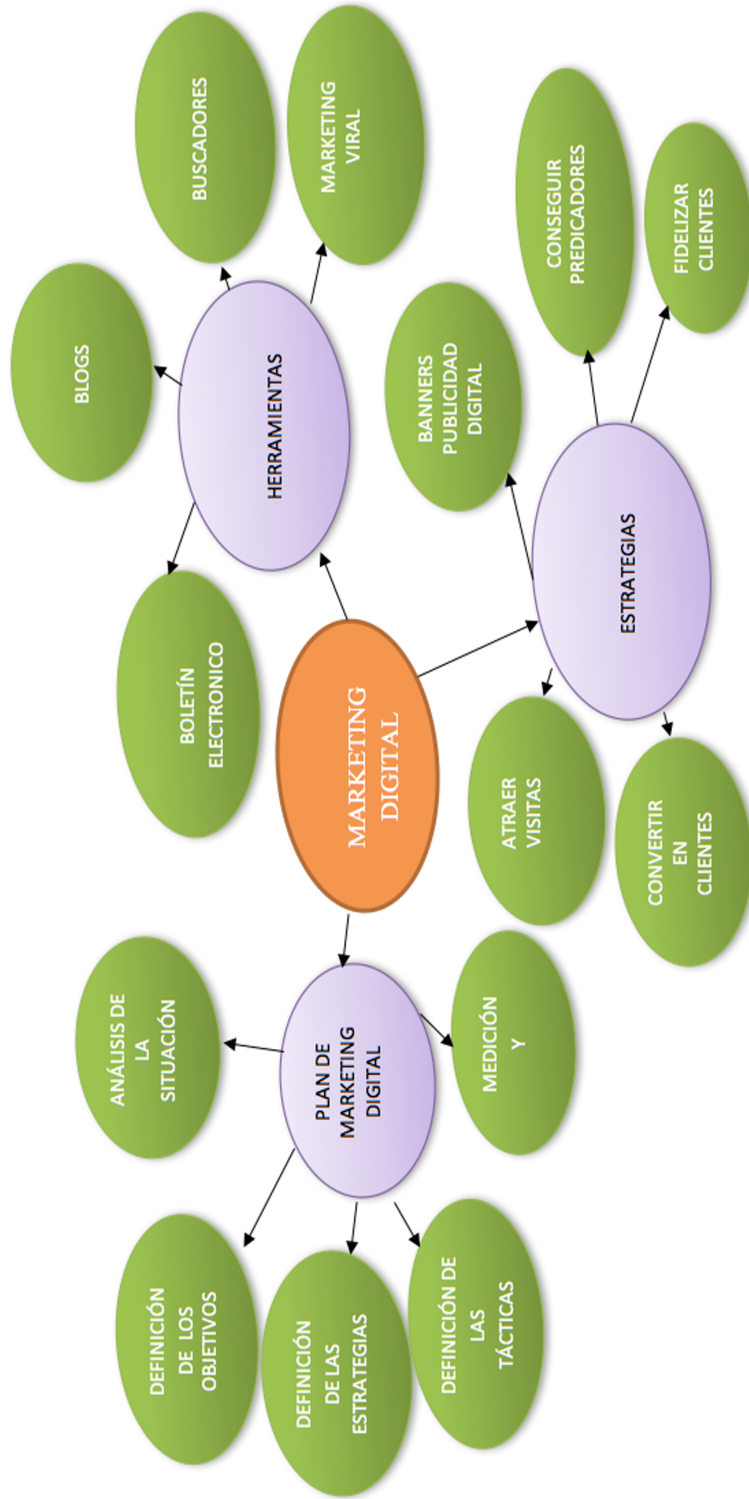 MARKETING
DIGITAL
PLAN DE
MARKETING
DIGITAL
ANÁLISIS DE
LA
SITUACIÓN
DEFINICIÓN
DE LOS
OBJETIVOS
DEFINICIÓN
DE LAS
ESTRATEGIAS
DEFINICIÓN DE
LAS
TÁCTICAS
MEDICIÓN
Y
HERRAMIENTAS
BOLETÍN
ELECTRONICO
BLOGS
BUSCADORES
MARKETING
VIRAL
ESTRATEGIAS
BANNERS
PUBLICIDAD
DIGITAL
ATRAER
VISITAS
CONVERTIR
EN
CLIENTES
CONSEGUIR
PREDICADORES
FIDELIZAR
CLIENTES